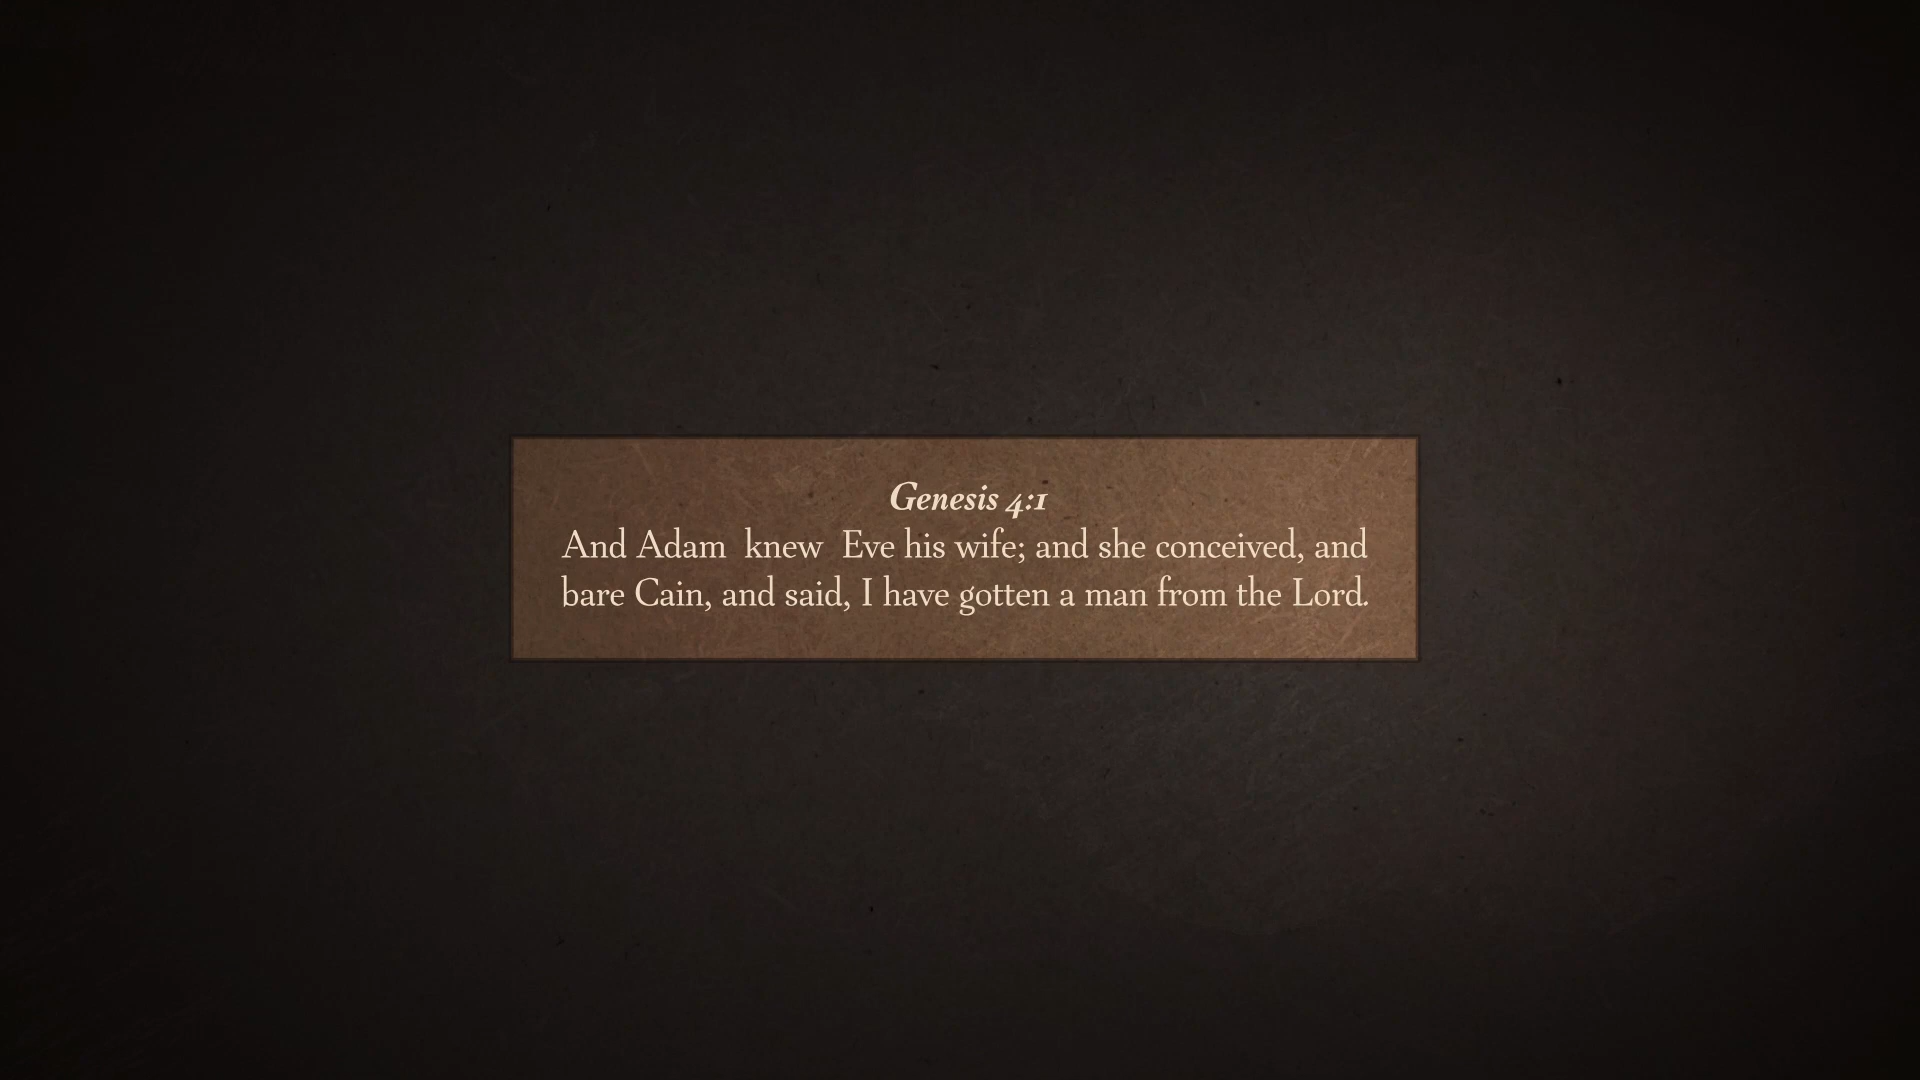 Genesis 4:1
And Adam knew Eve his wife; and she conceived, and
bare Cain, and said, I have gotten a man from the Lord.